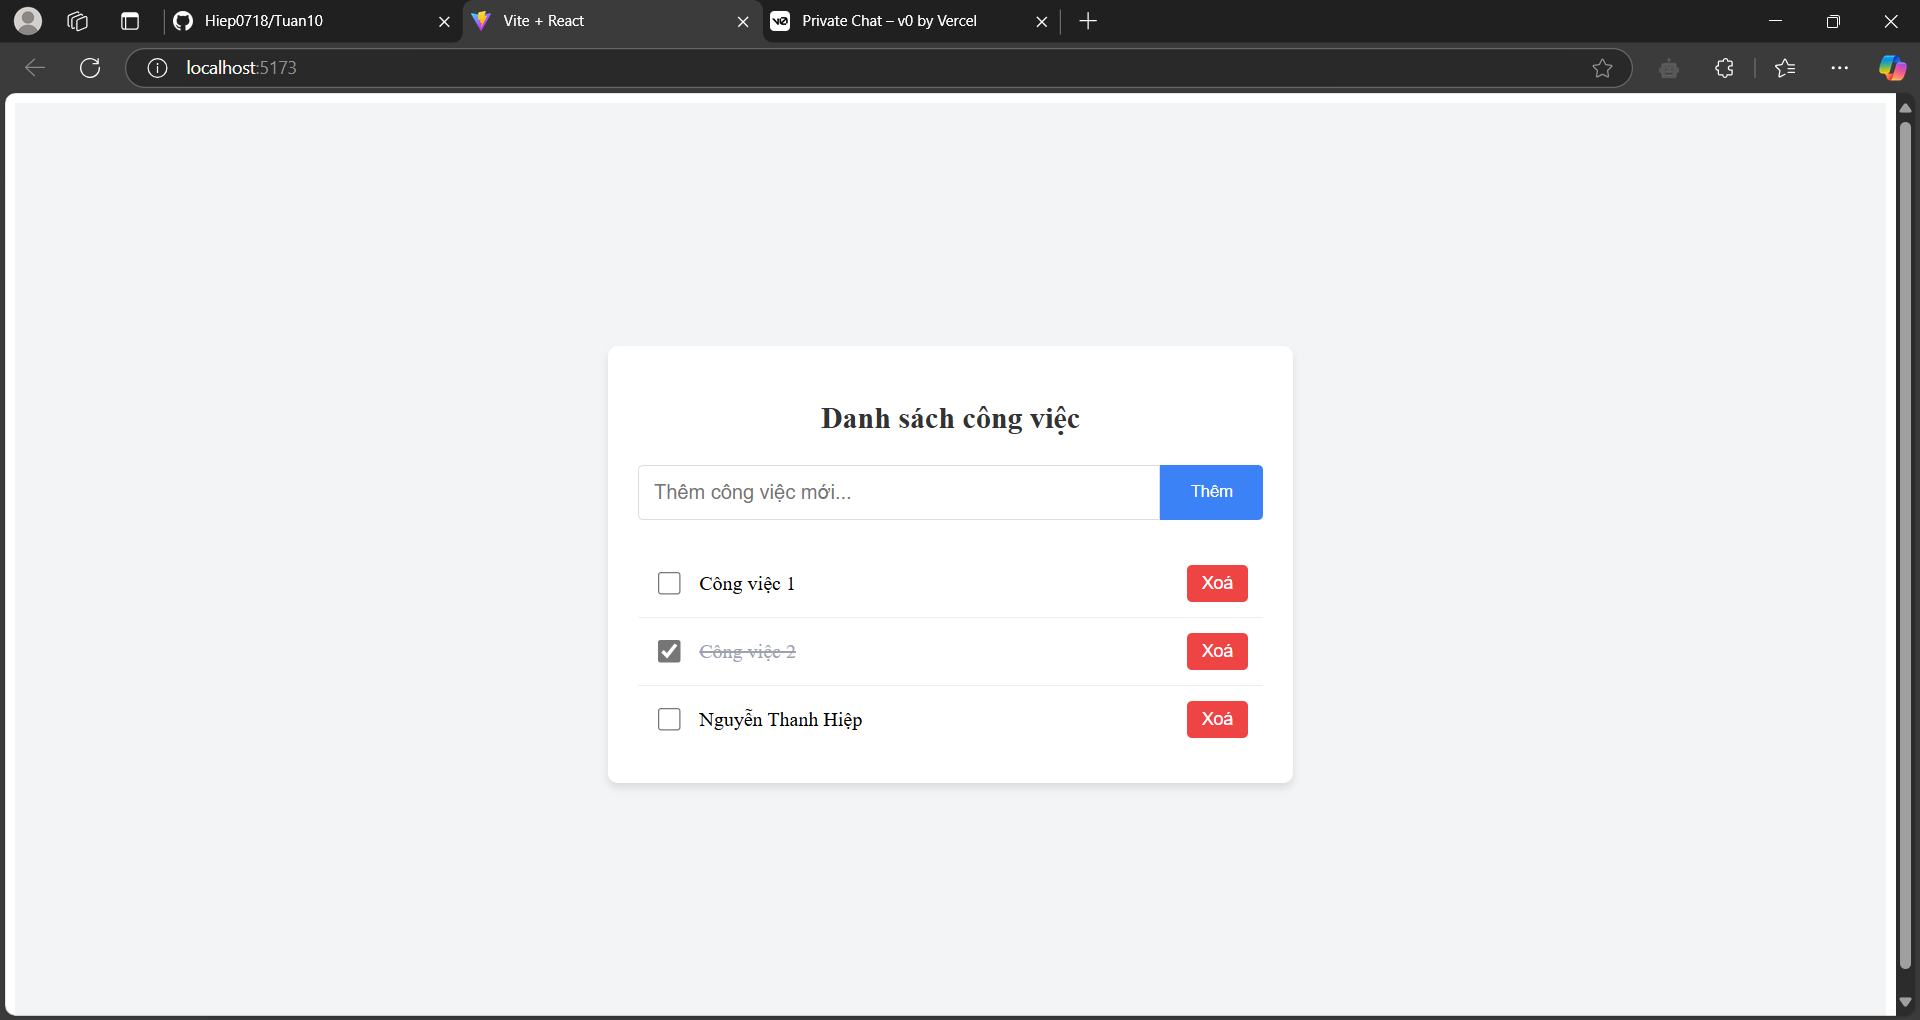 Hiep0718/Tuan10
Vite + React
Private Chat – v0 by Vercel
localhost:5173
Danh sách công việc
Thêm công việc mới...
Thêm
Công việc 1
Xoá
Công việc 2
Xoá
Nguyễn Thanh Hiệp
Xoá